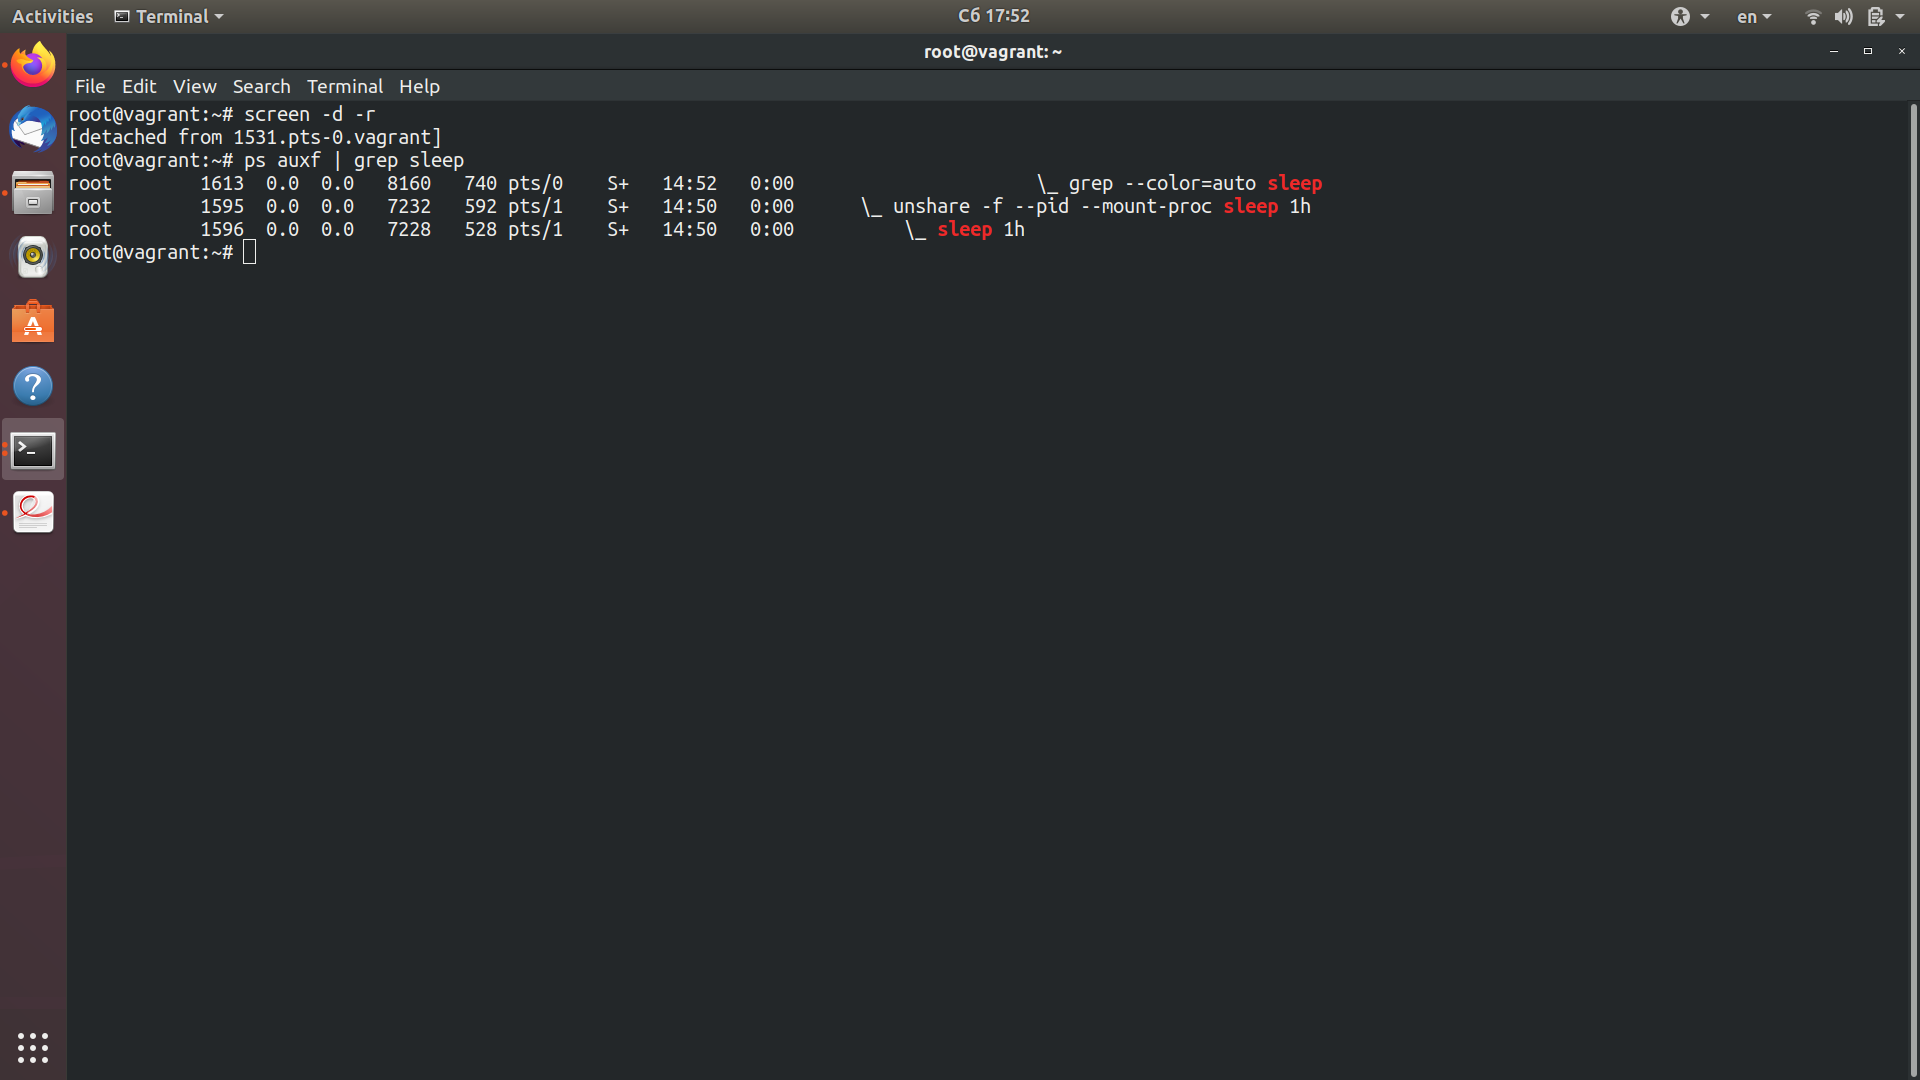 Activities Terminal Сб 17:52 en
root@vagrant: ~
File Edit View Search Terminal Help
root@vagrant:~# screen -d -r
[detached from 1531.pts-0.vagrant]
root@vagrant:~# ps auxf | grep sleep
root        1613  0.0  0.0   8160   740 pts/0    S+   14:52   0:00                      \_ grep --color=auto sleep
root        1595  0.0  0.0   7232   592 pts/1    S+   14:50   0:00      \_ unshare -f --pid --mount-proc sleep 1h
root        1596  0.0  0.0   7228   528 pts/1    S+   14:50   0:00          \_ sleep 1h
root@vagrant:~#